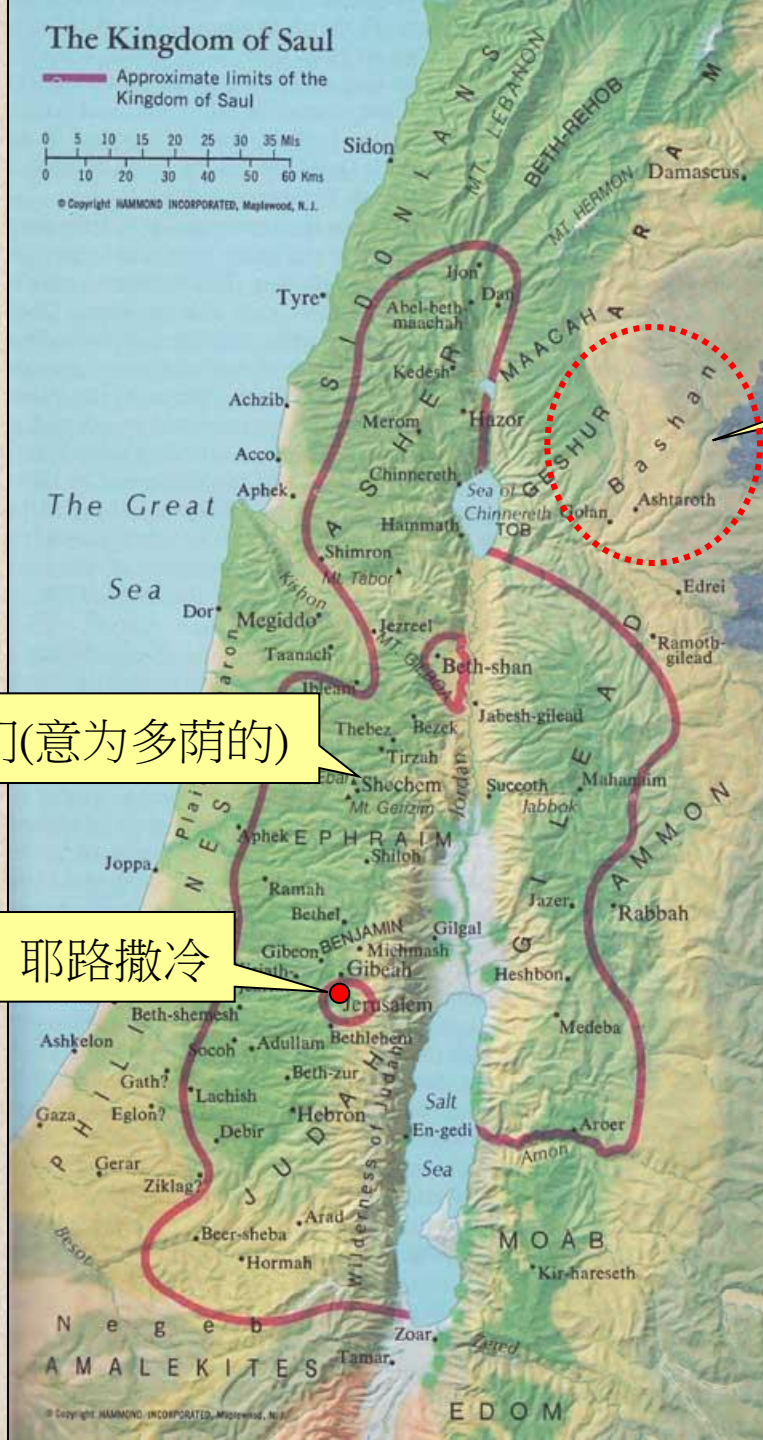 The Kingdom of Saul
Approximate limits of the
Kingdom of Saul
0 5 10 15 20 25 30 35 Mls
0 10 20 30 40 50 60 Kms
© Copyright HAMMOND INCORPORATED, Maplewood, N. J.
SIDONIANS
MT. LEBANON
BETH-REHOB
ARAM
Sidon
Damascus
MT. HERMON
Ijon
Tyre
Dan
Abel-beth-
maachah
MAACAH
Kedesh
Bashan
Achzib
Hazor
Merom
ASHER
GESHUR
Acco
Chinnereth
Aphek
Sea of
Chinnereth
Ashtaroth
Golan
The Great
Sea
Hammath
TOB
Shimron
Mt. Tabor
Kishon
Edrei
Dor
Megiddo
Jezreel
Ramoth-
gilead
Taanach
MT. GILBOA
Beth-shan
Ibleam
Jabesh-gilead
Thebez
Bezek
(意为多荫的)
Tirzah
GILEAD
Shechem
Succoth
Mahanaim
Mt. Gerizim
Jordan
Jabbok
Plai
AMMON
Aphek
EPHRAIM
Shiloh
Joppa
Ramah
Jazer
Rabbah
Bethel
BENJAMIN
Gilgal
Gibeon
Michmash
耶路撒冷
Gibeah
Heshbon
Jerusalem
Beth-shemesh
Medeba
Ashkelon
Bethlehem
Socoh
Adullam
Gath?
Beth-zur
Lachish
Salt
Sea
Gaza
Eglon?
Hebron
Aroer
Debir
En-gedi
Arnon
PHILI
Gerar
JUDAH
Wilderness of Judah
Ziklag?
Arad
Beer-sheba
MOAB
Besor
Hormah
Kir-hareseth
Negeb
Zoar
Zered
AMALEKITES
Tamar
EDOM
© Copyright HAMMOND INCORPORATED, Maplewood, N. J.